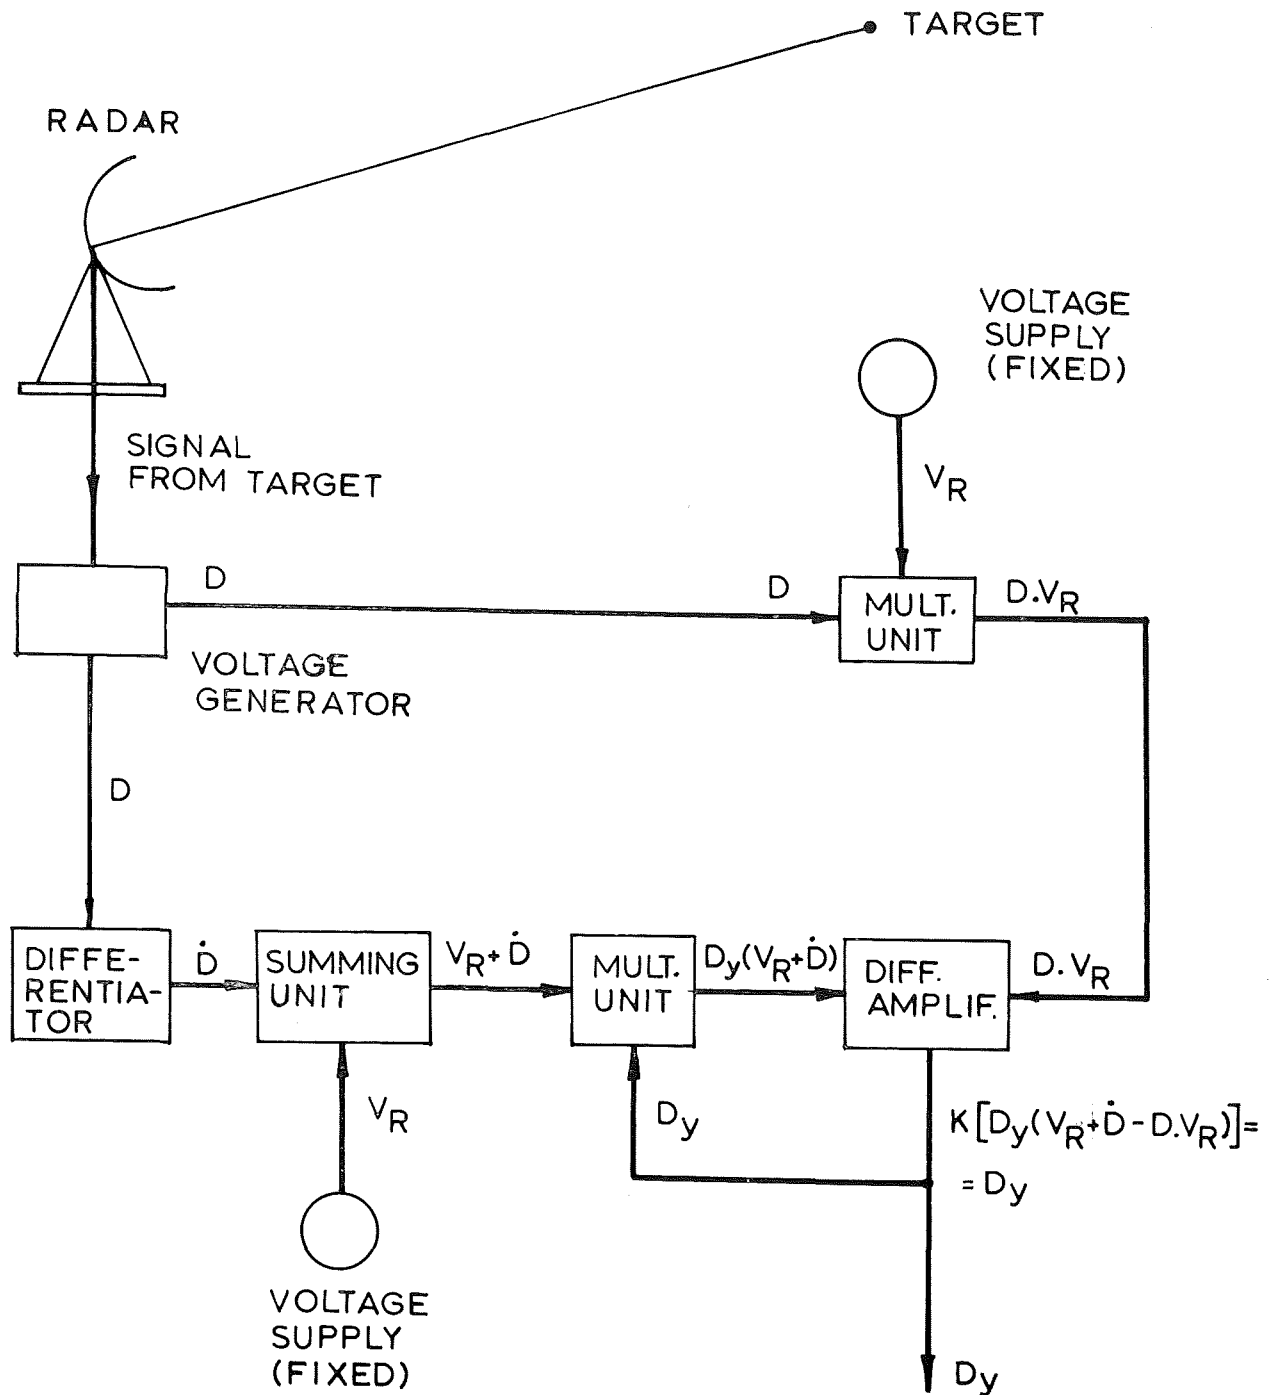 TARGET
RADAR
VOLTAGE
SUPPLY
(FIXED)
SIGNAL
FROM TARGET
V_R
D
D
MULT.
UNIT
D.V_R
VOLTAGE
GENERATOR
D
DIFFE-
RENTIA-
TOR
Ḋ
SUMMING
UNIT
V_R + Ḋ
MULT.
UNIT
D_y(V_R + Ḋ)
DIFF.
AMPLIF.
D.V_R
V_R
D_y
K[D_y(V_R + Ḋ - D.V_R)] =
= D_y
VOLTAGE
SUPPLY
(FIXED)
D_y